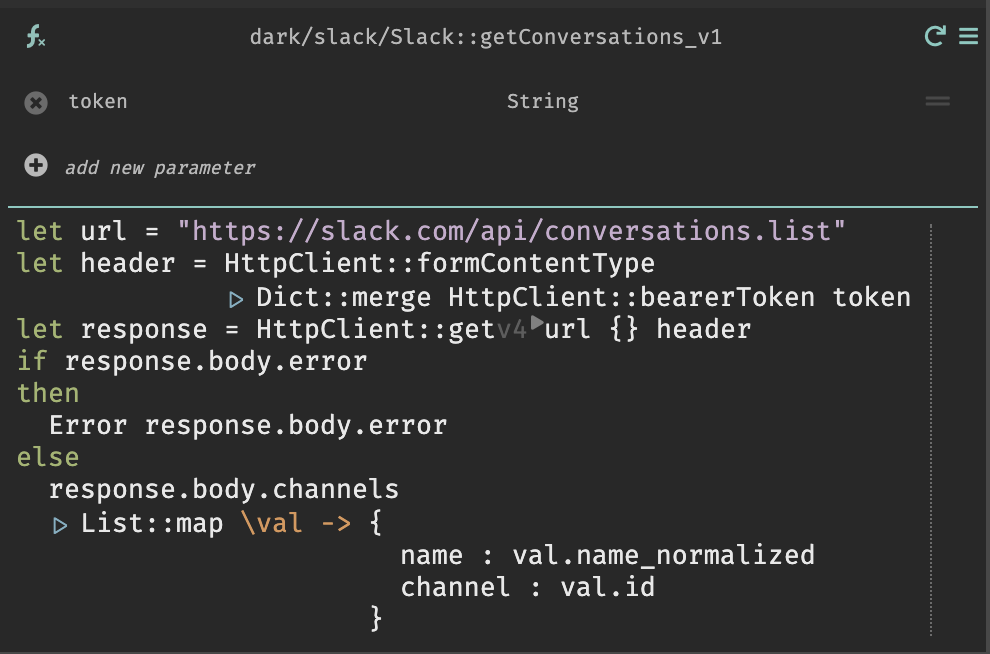 fx
dark/slack/Slack::getConversations_v1
token String
add new parameter
let url = "https://slack.com/api/conversations.list"
let header = HttpClient::formContentType
▷ Dict::merge HttpClient::bearerToken token
let response = HttpClient::getv4▶url {} header
if response.body.error
then
Error response.body.error
else
response.body.channels
▷ List::map \val -> {
name : val.name_normalized
channel : val.id
}